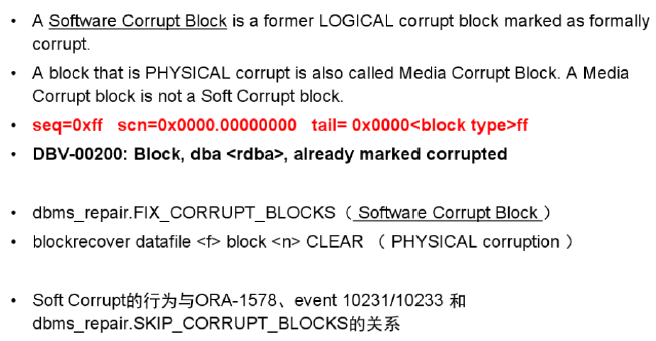 • A Software Corrupt Block is a former LOGICAL corrupt block marked as formally
corrupt.
• A block that is PHYSICAL corrupt is also called Media Corrupt Block. A Media
Corrupt block is not a Soft Corrupt block.
• seq=0xff scn=0x0000.00000000 tail= 0x0000<block type>ff
• DBV-00200: Block, dba <rdba>, already marked corrupted
• dbms_repair.FIX_CORRUPT_BLOCKS（ Software Corrupt Block ）
• blockrecover datafile <f> block <n> CLEAR （ PHYSICAL corruption ）
• Soft Corrupt的行为与ORA-1578、event 10231/10233 和
dbms_repair.SKIP_CORRUPT_BLOCKS的关系